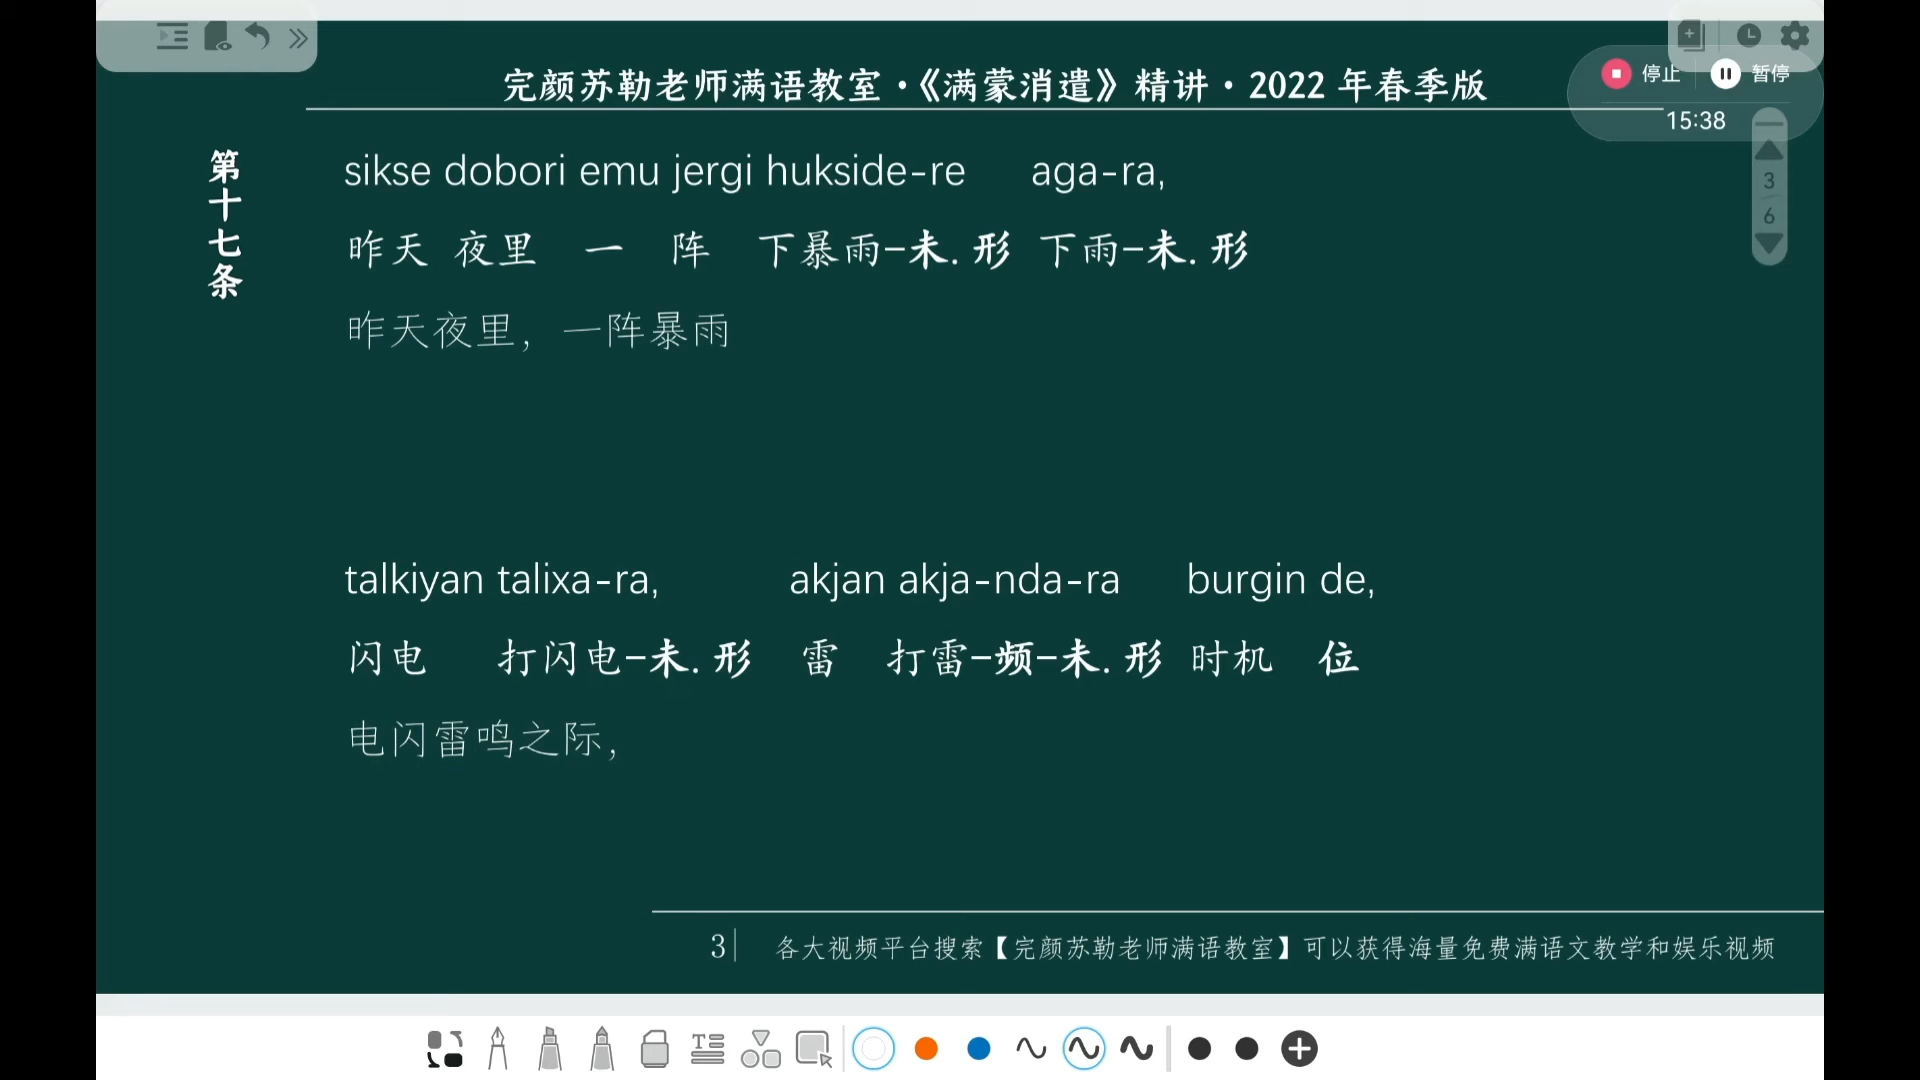 停止 暂停
15:38
完颜苏勒老师满语教室·《满蒙消遣》精讲·2022 年春季版
3
6
第十七条
sikse dobori emu jergi hukside-re aga-ra,
昨天 夜里 一 阵 下暴雨-未.形 下雨-未.形
昨天夜里，一阵暴雨
talkiyan talixa-ra, akjan akja-nda-ra burgin de,
闪电 打闪电-未.形 雷 打雷-频-未.形 时机 位
电闪雷鸣之际，
3 各大视频平台搜索【完颜苏勒老师满语教室】可以获得海量免费满语文教学和娱乐视频